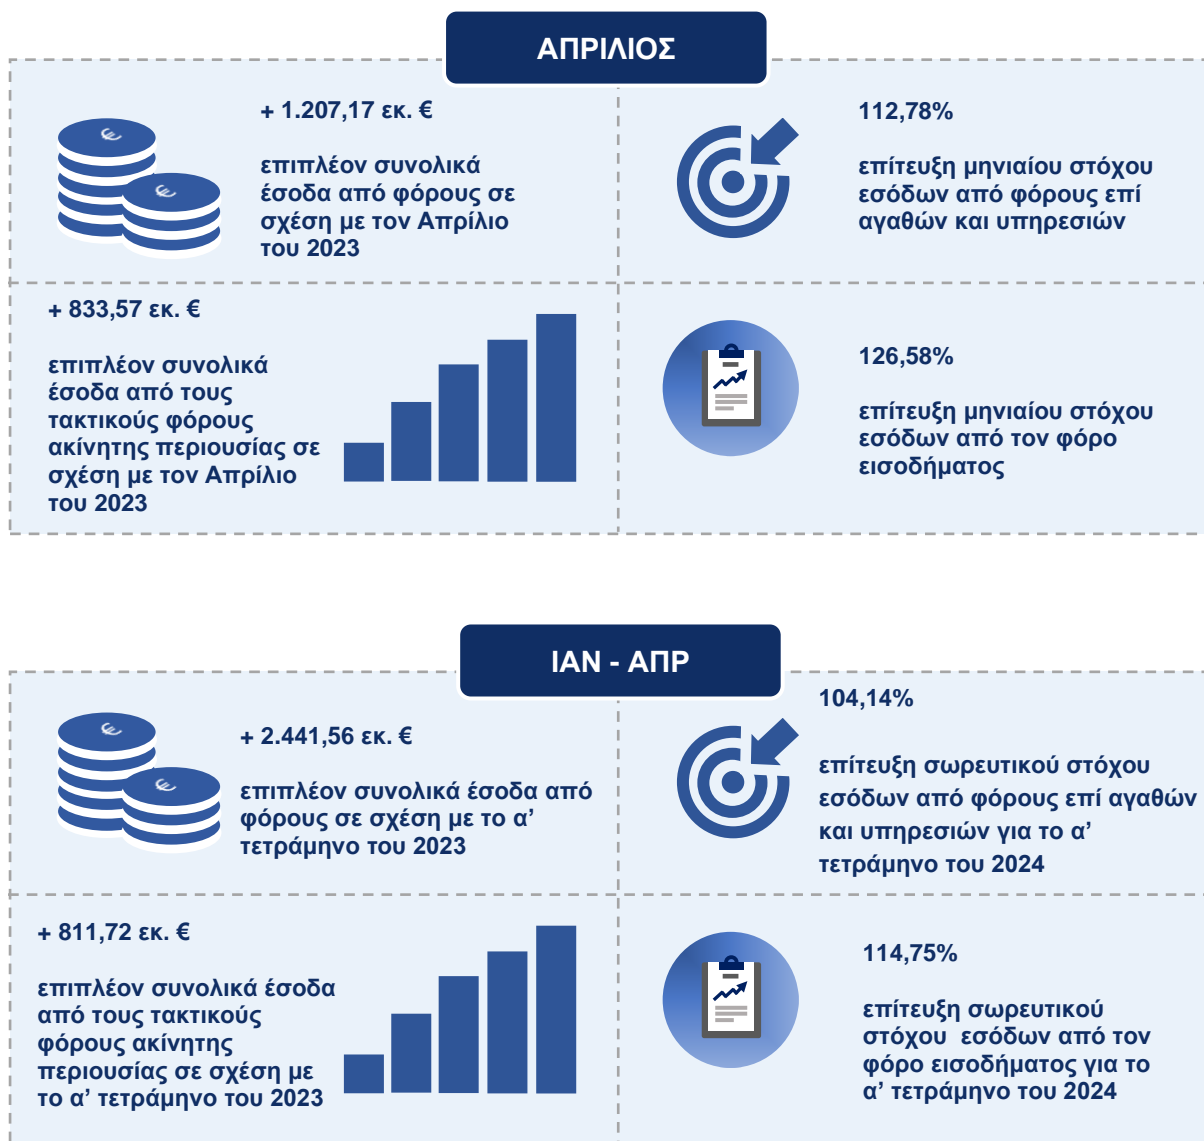 ΑΠΡΙΛΙΟΣ
+ 1.207,17 εκ. €
επιπλέον συνολικά
έσοδα από φόρους σε
σχέση με τον Απρίλιο
του 2023
112,78%
επίτευξη μηνιαίου στόχου
εσόδων από φόρους επί
αγαθών και υπηρεσιών
+ 833,57 εκ. €
επιπλέον συνολικά
έσοδα από τους
τακτικούς φόρους
ακίνητης περιουσίας σε
σχέση με τον Απρίλιο
του 2023
126,58%
επίτευξη μηνιαίου στόχου
εσόδων από τον φόρο
εισοδήματος
ΙΑΝ - ΑΠΡ
+ 2.441,56 εκ. €
επιπλέον συνολικά έσοδα από
φόρους σε σχέση με το α’
τετράμηνο του 2023
104,14%
επίτευξη σωρευτικού στόχου
εσόδων από φόρους επί αγαθών
και υπηρεσιών για το α’
τετράμηνο του 2024
+ 811,72 εκ. €
επιπλέον συνολικά έσοδα
από τους τακτικούς
φόρους ακίνητης
περιουσίας σε σχέση με
το α’ τετράμηνο του 2023
114,75%
επίτευξη σωρευτικού
στόχου εσόδων από τον
φόρο εισοδήματος για το
α’ τετράμηνο του 2024